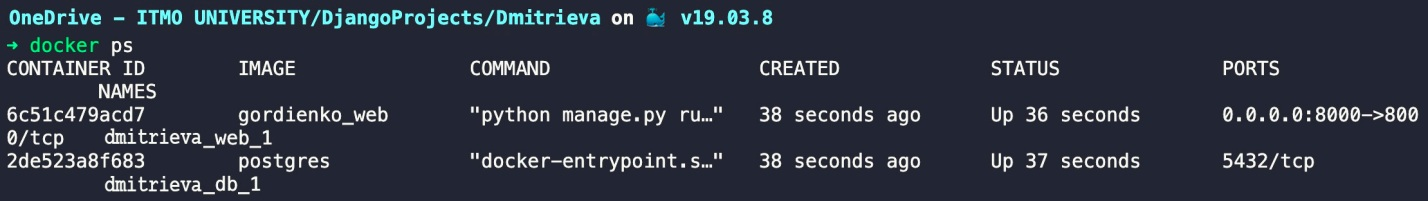 OneDrive – ITMO UNIVERSITY/DjangoProjects/Dmitrieva on 🐳 v19.03.8
→ docker ps
CONTAINER ID IMAGE COMMAND CREATED STATUS PORTS
NAMES
6c51c479acd7 gordienko_web "python manage.py ru…" 38 seconds ago Up 36 seconds 0.0.0.0:8000->800
0/tcp dmitrieva_web_1
2de523a8f683 postgres "docker-entrypoint.s…" 38 seconds ago Up 37 seconds 5432/tcp
dmitrieva_db_1